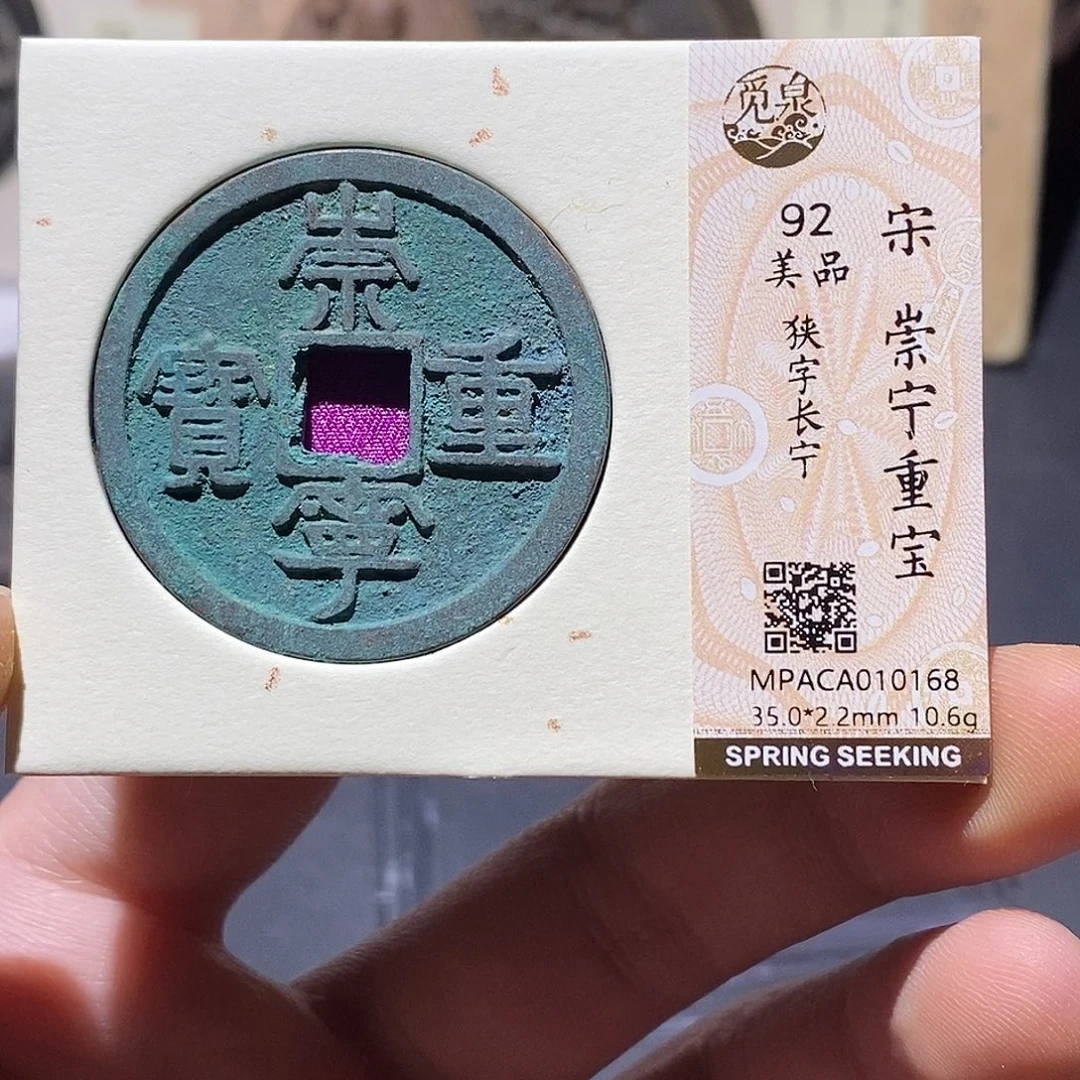 崇
寧
重
寶
觅泉
宋 崇宁重宝
92
美品
狭字长宁
MPACA010168
35.0*2.2mm 10.6g
SPRING SEEKING